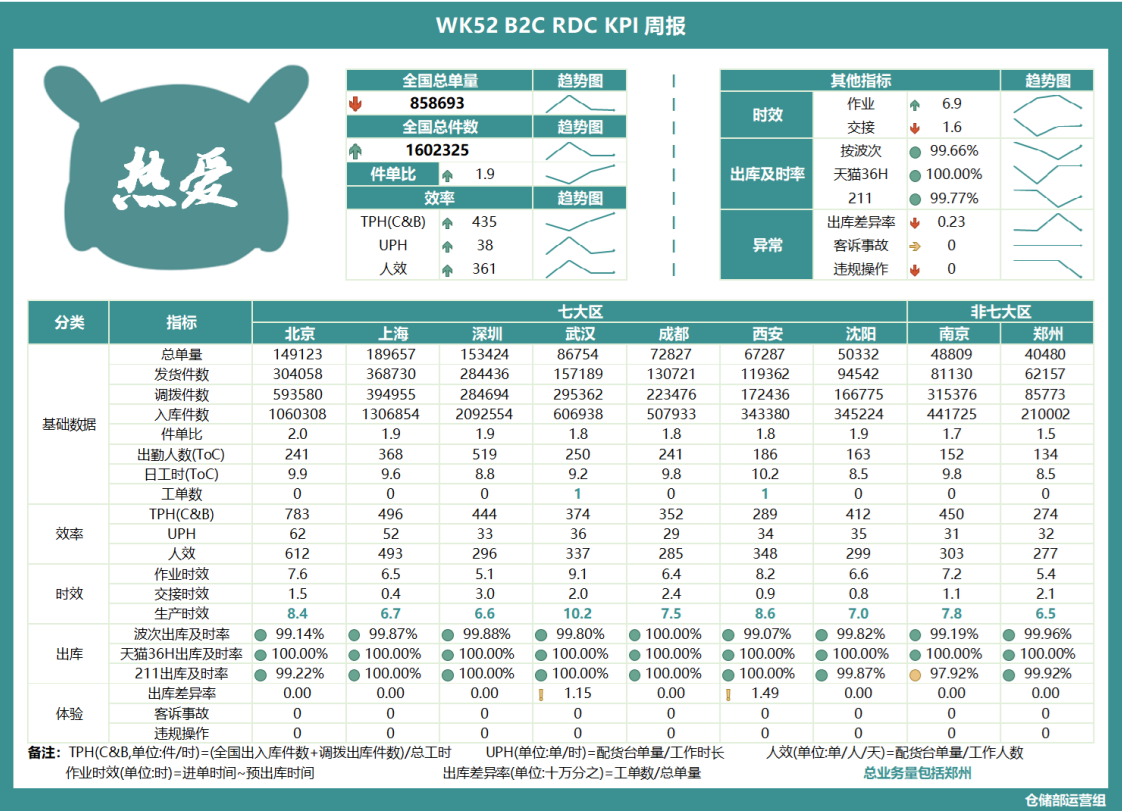 WK52 B2C RDC KPI 周报
热爱
全国总单量 趋势图
858693
全国总件数 趋势图
1602325
件单比 1.9
效率 趋势图
TPH(C&B) 435
UPH 38
人效 361
其他指标 趋势图
时效 作业 6.9
交接 1.6
出库及时率 按波次 99.66%
天猫36H 100.00%
211 99.77%
异常 出库差异率 0.23
客诉事故 0
违规操作 0
分类 指标 七大区 非七大区
北京 上海 深圳 武汉 成都 西安 沈阳 南京 郑州
基础数据 总单量 149123 189657 153424 86754 72827 67287 50332 48809 40480
发货件数 304058 368730 284436 157189 130721 119362 94542 81130 62157
调拨件数 593580 394955 284694 295362 223476 172436 166775 315376 85773
入库件数 1060308 1306854 2092554 606938 507933 343380 345224 441725 210002
件单比 2.0 1.9 1.9 1.8 1.8 1.8 1.9 1.7 1.5
出勤人数(ToC) 241 368 519 250 241 186 163 152 134
日工时(ToC) 9.9 9.6 8.8 9.2 9.8 10.2 8.5 9.8 8.5
工单数 0 0 0 1 0 1 0 0 0
效率 TPH(C&B) 783 496 444 374 352 289 412 450 274
UPH 62 52 33 36 29 34 35 31 32
人效 612 493 296 337 285 348 299 303 277
时效 作业时效 7.6 6.5 5.1 9.1 6.4 8.2 6.6 7.2 5.4
交接时效 1.5 0.4 3.0 2.0 2.4 0.9 0.8 1.1 2.1
生产时效 8.4 6.7 6.6 10.2 7.5 8.6 7.0 7.8 6.5
出库 波次出库及时率 99.14% 99.87% 99.88% 99.80% 100.00% 99.07% 99.82% 99.19% 99.96%
天猫36H出库及时率 100.00% 100.00% 100.00% 100.00% 100.00% 100.00% 100.00% 100.00% 100.00%
211出库及时率 99.22% 100.00% 100.00% 100.00% 100.00% 100.00% 99.87% 97.92% 99.92%
体验 出库差异率 0.00 0.00 0.00 1.15 0.00 1.49 0.00 0.00 0.00
客诉事故 0 0 0 0 0 0 0 0 0
违规操作 0 0 0 0 0 0 0 0 0
备注：TPH(C&B,单位:件/时)=(全国出入库件数+调拨出库件数)/总工时 UPH(单位:单/时)=配货台单量/工作时长 人效(单位:单/人/天)=配货台单量/工作人数
作业时效(单位:时)=进单时间~预出库时间 出库差异率(单位:十万分之)=工单数/总单量 总业务量包括郑州
仓储部运营组